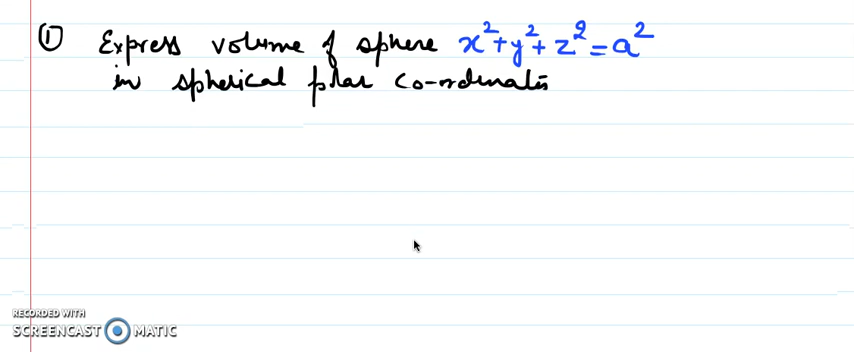 ① Express volume of sphere x²+y²+z²=a²
in spherical polar co-ordinates
RECORDED WITH
SCREENCAST MATIC